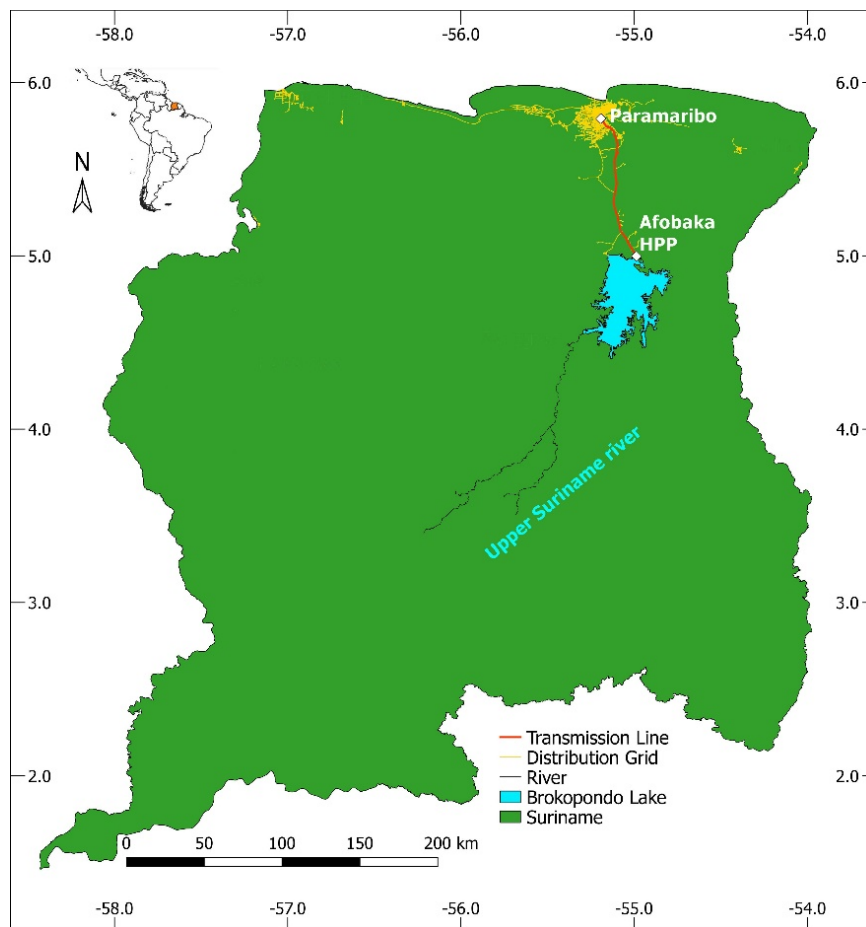 -58.0 -57.0 -56.0 -55.0 -54.0
6.0 6.0
N
Paramaribo
Afobaka
HPP
5.0 5.0
4.0 4.0
Upper Suriname river
3.0 3.0
Transmission Line
Distribution Grid
River
2.0 2.0
Brokopondo Lake
Suriname
0 50 100 150 200 km
-58.0 -57.0 -56.0 -55.0 -54.0